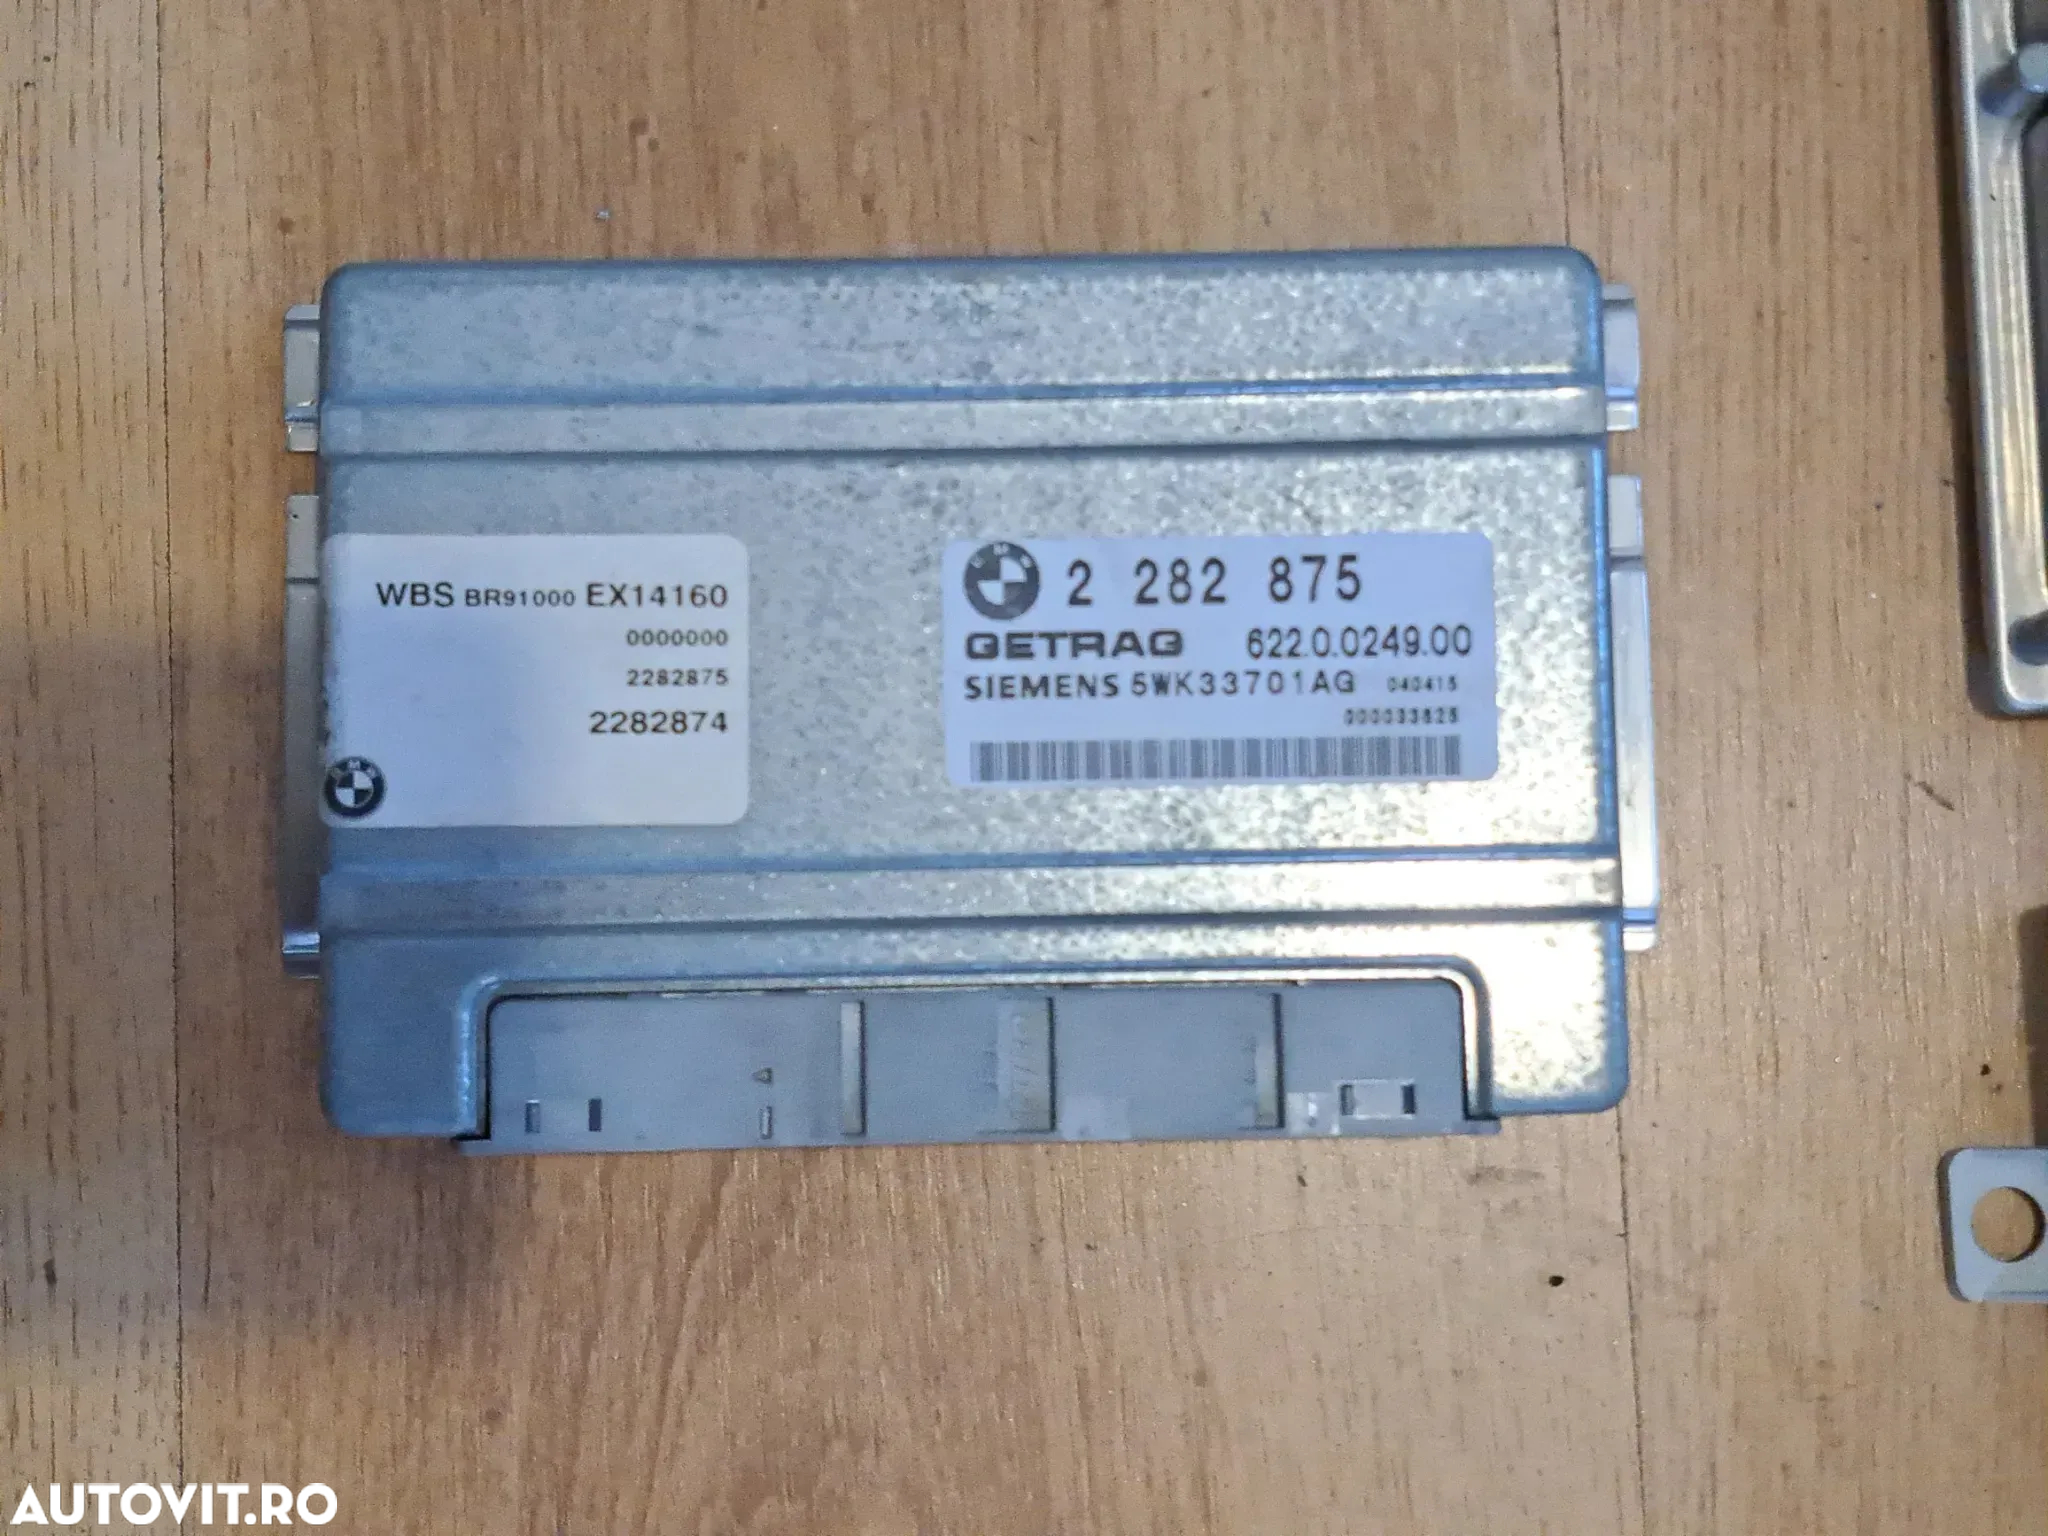 WBS BR91000 EX14160
0000000
2282875
2282874
2 282 875
GETRAG 622.0.0249.00
SIEMENS 5WK33701AG 040415
000033825
AUTOVIT.RO